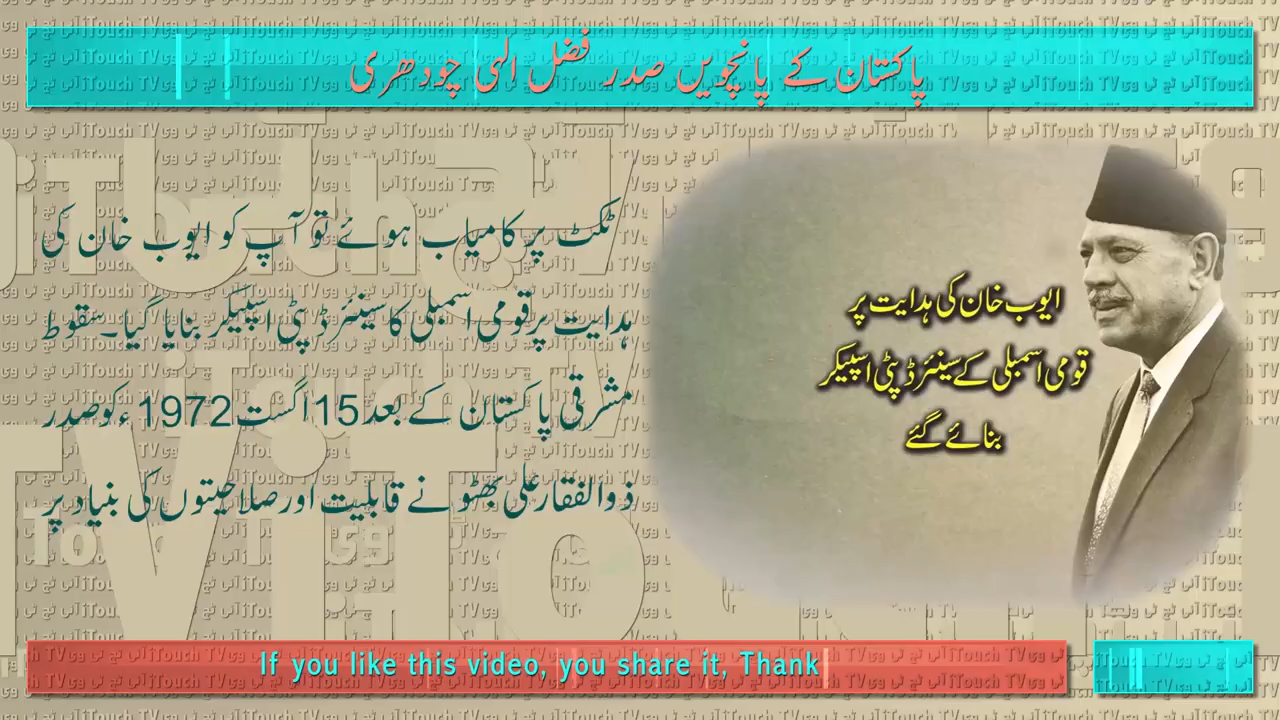 پاکستان کے پانچویں صدر فضل الٰہی چودھری
ٹکٹ پر کامیاب ہوئے تو آپ کو ایوب خان کی
ہدایت پر قومی اسمبلی کا سینئر ڈپٹی اسپیکر بنایا گیا۔ سقوط
مشرقی پاکستان کے بعد 15 اگست 1972ء کو صدر
ذوالفقار علی بھٹو نے قابلیت اور صلاحیتوں کی بنیاد پر
ایوب خان کی ہدایت پر
قومی اسمبلی کے سینئر ڈپٹی اسپیکر
بنائے گئے
If you like this video, you share it, Thank